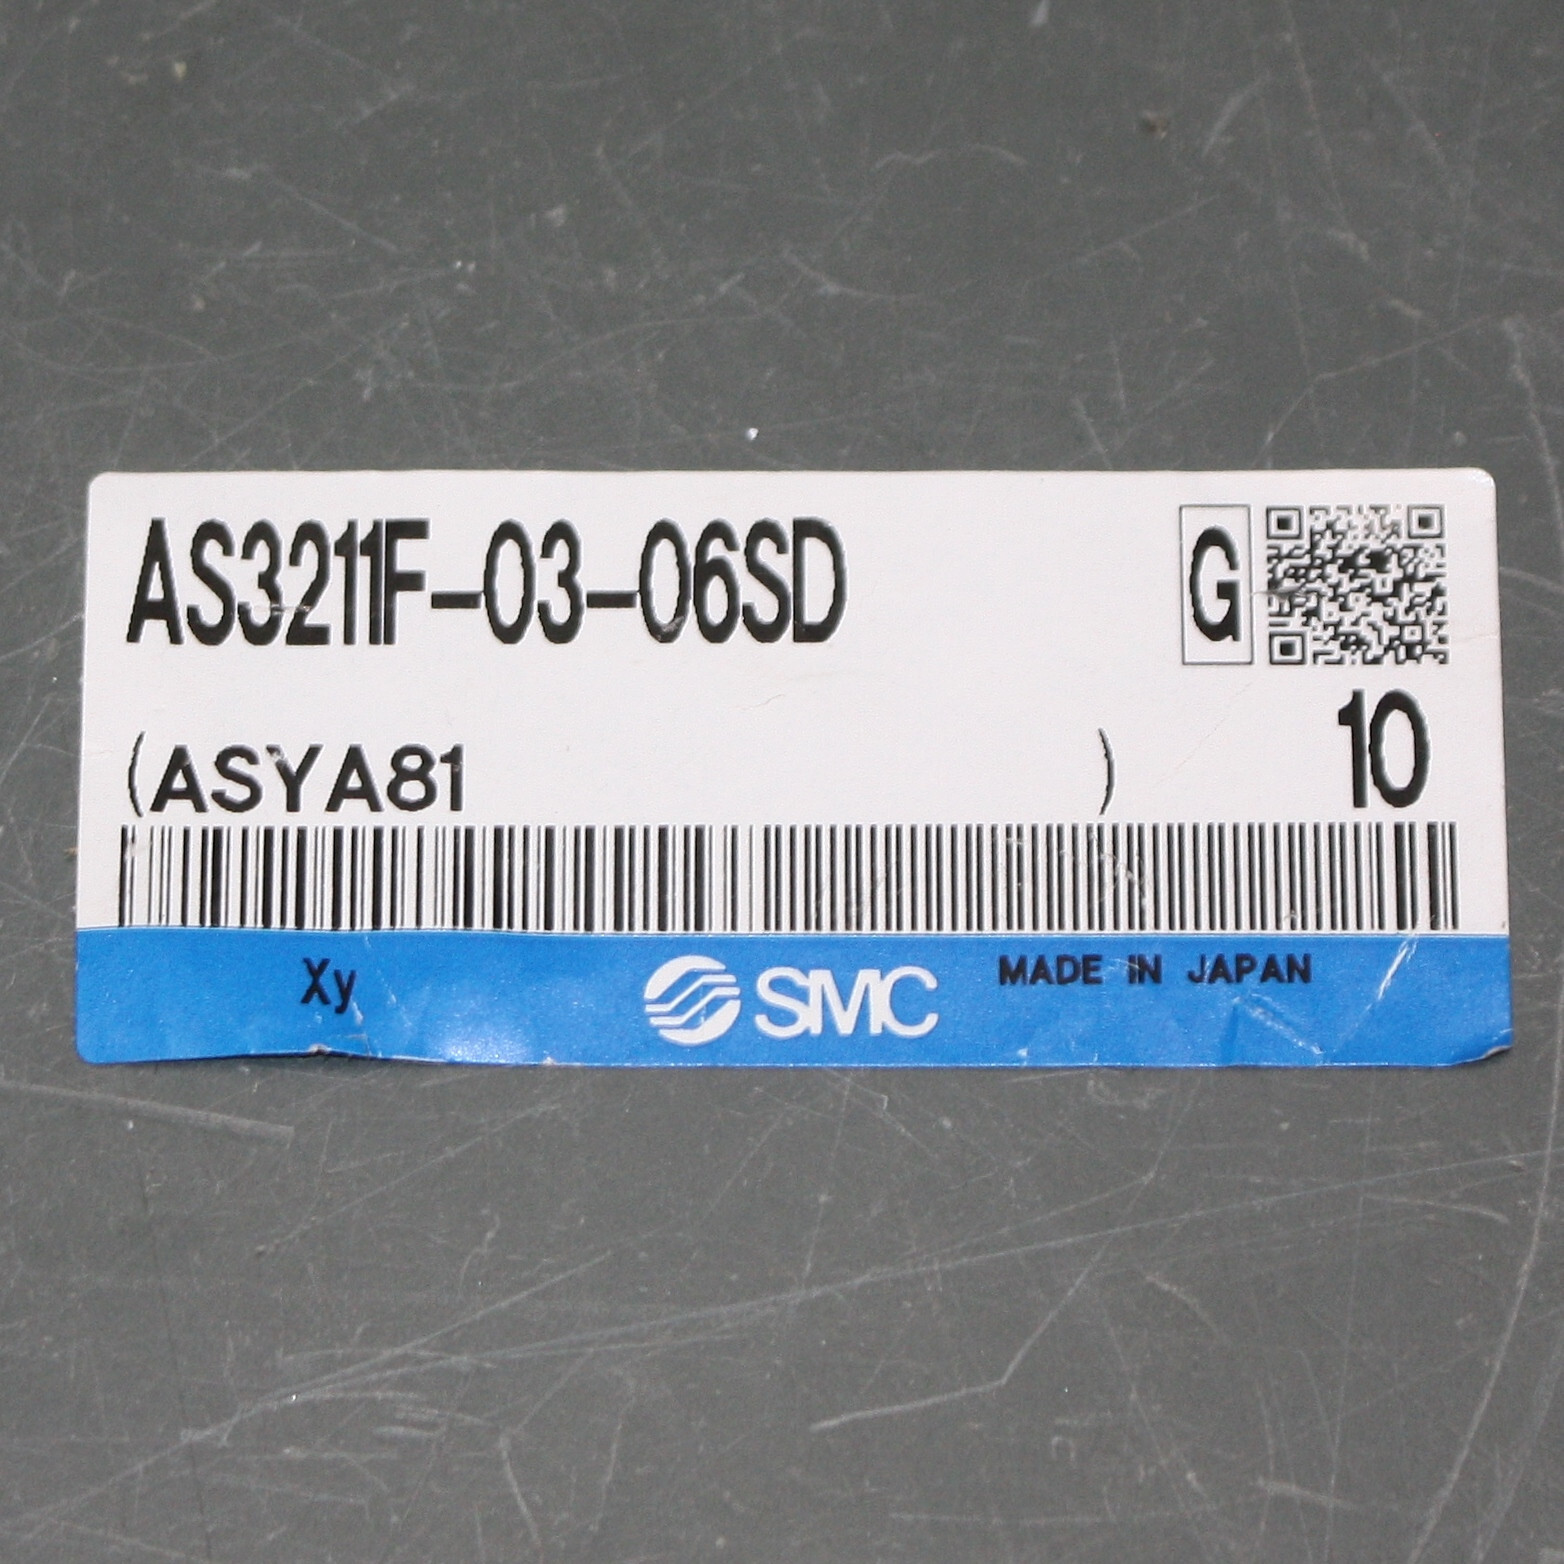 AS3211F-03-06SD
G
10
(ASYA81 )
Xy
SMC
MADE IN JAPAN